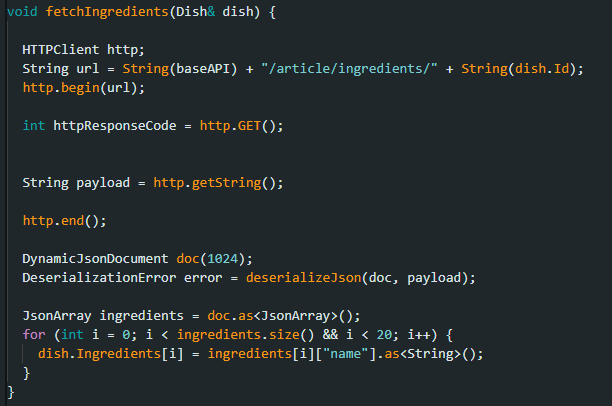 void fetchIngredients(Dish& dish) {
HTTPClient http;
String url = String(baseAPI) + "/article/ingredients/" + String(dish.Id);
http.begin(url);
int httpResponseCode = http.GET();
String payload = http.getString();
http.end();
DynamicJsonDocument doc(1024);
DeserializationError error = deserializeJson(doc, payload);
JsonArray ingredients = doc.as<JsonArray>();
for (int i = 0; i < ingredients.size() && i < 20; i++) {
dish.Ingredients[i] = ingredients[i]["name"].as<String>();
}
}